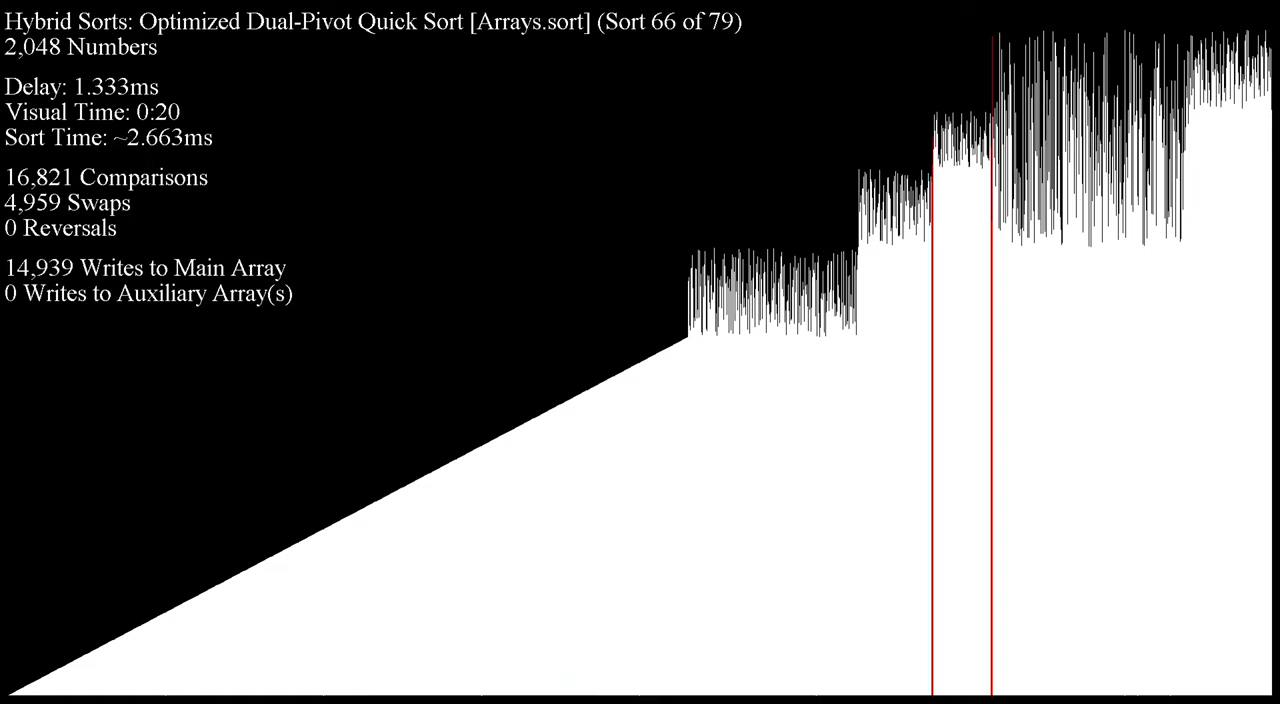 Hybrid Sorts: Optimized Dual-Pivot Quick Sort [Arrays.sort] (Sort 66 of 79)
2,048 Numbers
Delay: 1.333ms
Visual Time: 0:20
Sort Time: ~2.663ms
16,821 Comparisons
4,959 Swaps
0 Reversals
14,939 Writes to Main Array
0 Writes to Auxiliary Array(s)